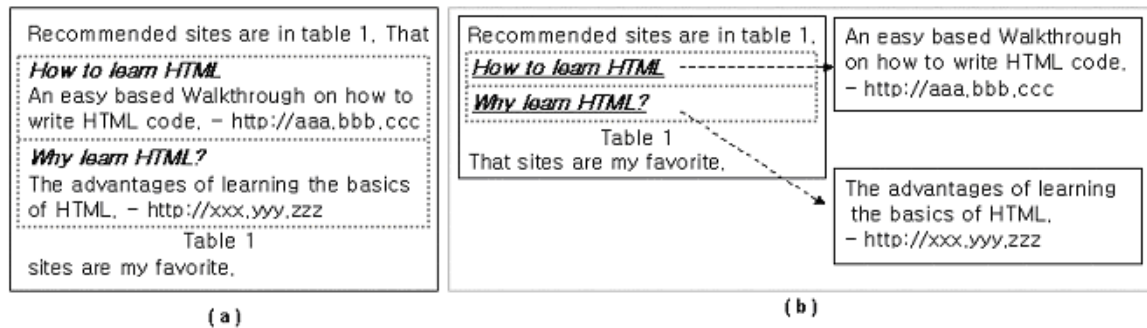 Recommended sites are in table 1. That
How to learn HTML
An easy based Walkthrough on how to
write HTML code. - http://aaa.bbb.ccc
Why learn HTML?
The advantages of learning the basics
of HTML. - http://xxx.yyy.zzz
Table 1
sites are my favorite.
(a)
Recommended sites are in table 1.
How to learn HTML
Why learn HTML?
Table 1
That sites are my favorite.
An easy based Walkthrough
on how to write HTML code.
- http://aaa.bbb.ccc
The advantages of learning
the basics of HTML.
- http://xxx.yyy.zzz
(b)